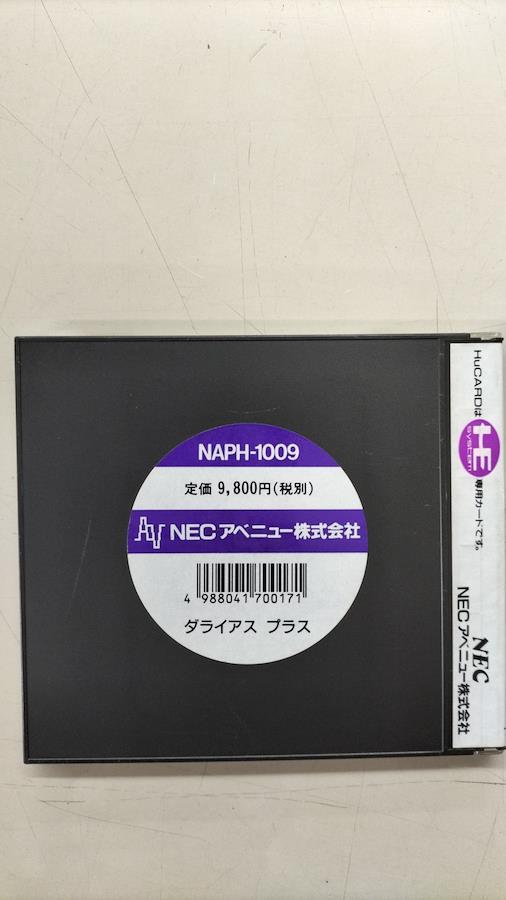 NAPH-1009
定価 9,800円(税別)
NECアベニュー株式会社
4 988041 700171
ダライアス プラス
HuCARDは HE system 専用カードです。
NEC
NECアベニュー株式会社